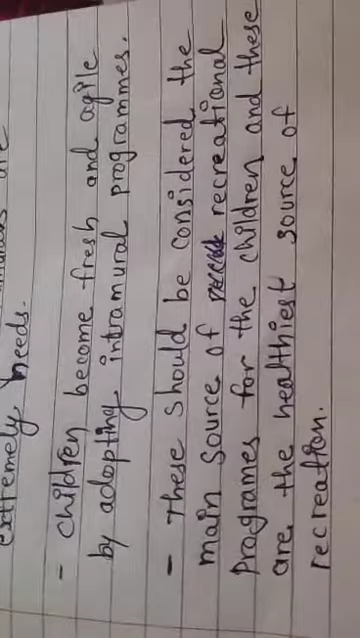 extremely needs.
- Children become fresh and agile
by adopting intramural programmes.
- These should be considered the
main source of recreational
programes for the children and these
are the healthiest source of
recreation.